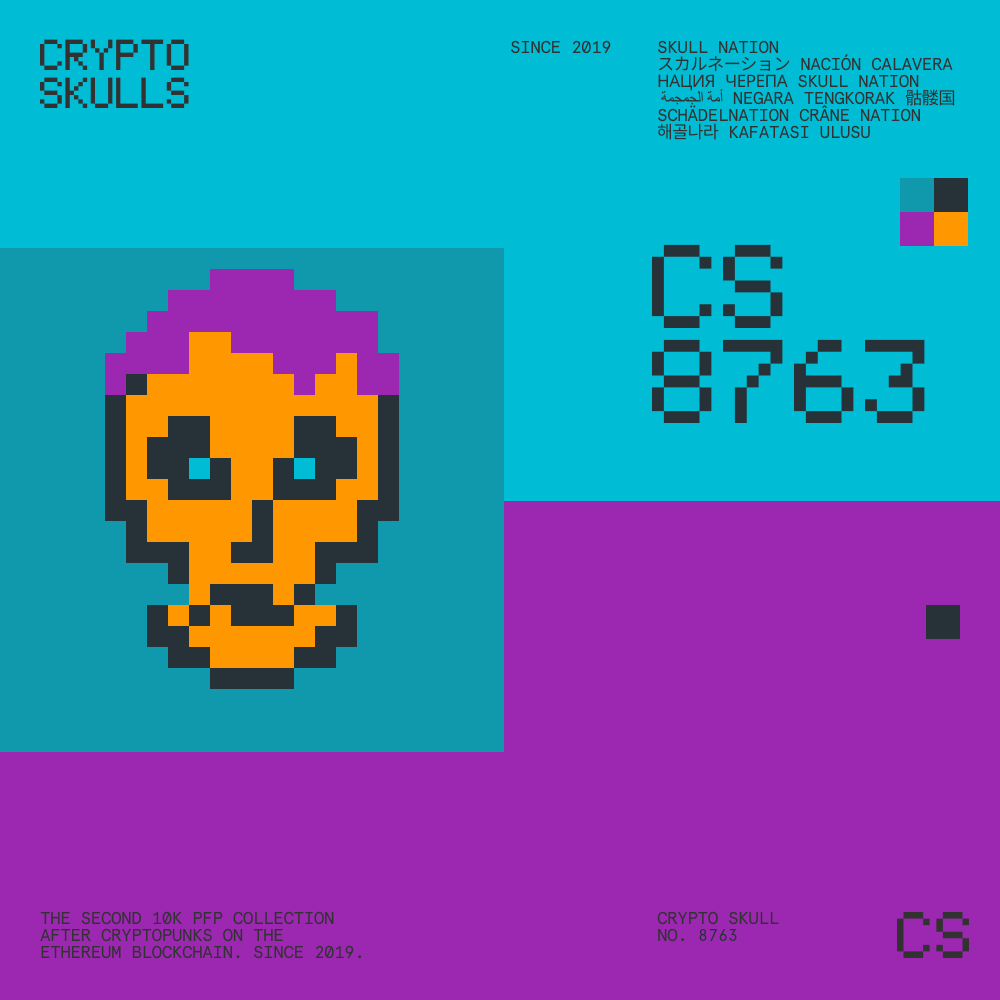 CRYPTO
SKULLS
SINCE 2019
SKULL NATION
スカルネーション NACIÓN CALAVERA
НАЦИЯ ЧЕРЕПА SKULL NATION
أمة الجمجمة NEGARA TENGKORAK 骷髅国
SCHÄDELNATION CRÂNE NATION
해골나라 KAFATASI ULUSU
CS
8763
THE SECOND 10K PFP COLLECTION
AFTER CRYPTOPUNKS ON THE
ETHEREUM BLOCKCHAIN. SINCE 2019.
CRYPTO SKULL
NO. 8763
CS